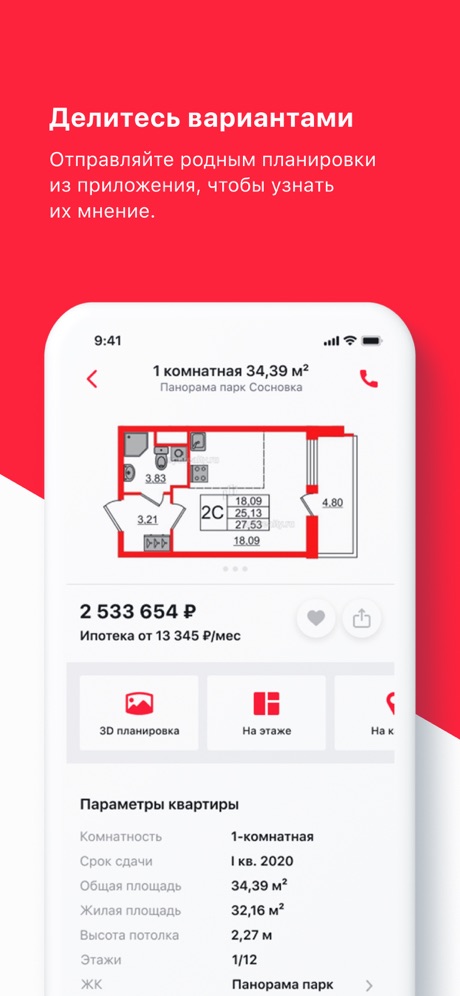 Делитесь вариантами
Отправляйте родным планировки
из приложения, чтобы узнать
их мнение.
9:41
1 комнатная 34,39 м²
Панорама парк Сосновка
3.83
3.21
2С
18.09
25.13
27.53
18.09
4.80
2 533 654 ₽
Ипотека от 13 345 ₽/мес
3D планировка
На этаже
На к
Параметры квартиры
Комнатность 1-комнатная
Срок сдачи I кв. 2020
Общая площадь 34,39 м²
Жилая площадь 32,16 м²
Высота потолка 2,27 м
Этажи 1/12
ЖК Панорама парк